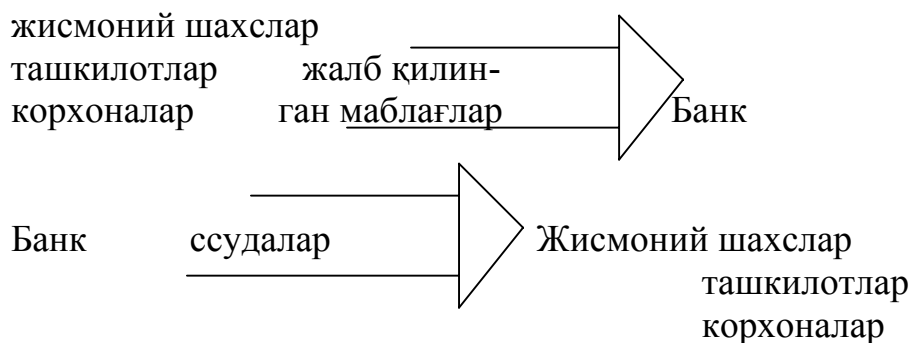 жисмоний шахслар
ташкилотлар жалб қилин-
корхоналар ган маблағлар Банк
Банк ссудалар Жисмоний шахслар
ташкилотлар
корхоналар